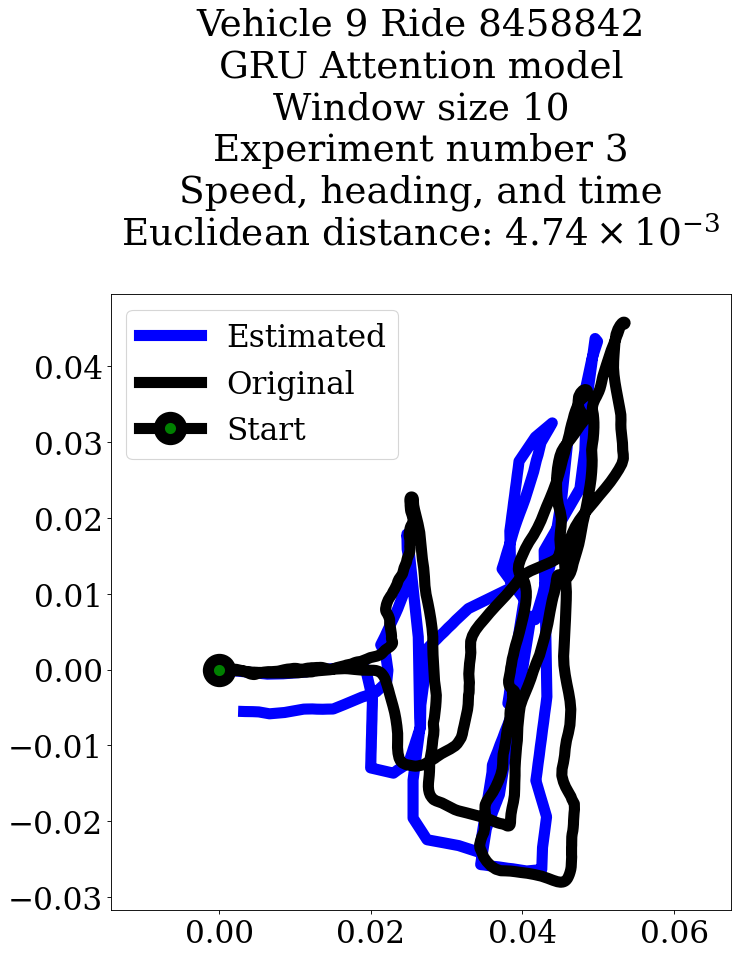 Vehicle 9 Ride 8458842
GRU Attention model
Window size 10
Experiment number 3
Speed, heading, and time
Euclidean distance: 4.74 × 10⁻³
Estimated
Original
Start
0.04
0.03
0.02
0.01
0.00
−0.01
−0.02
−0.03
0.00 0.02 0.04 0.06